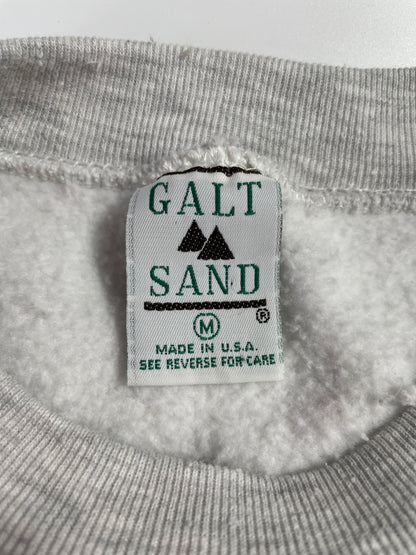 GALT
SAND
M
®
MADE IN U.S.A.
SEE REVERSE FOR CARE